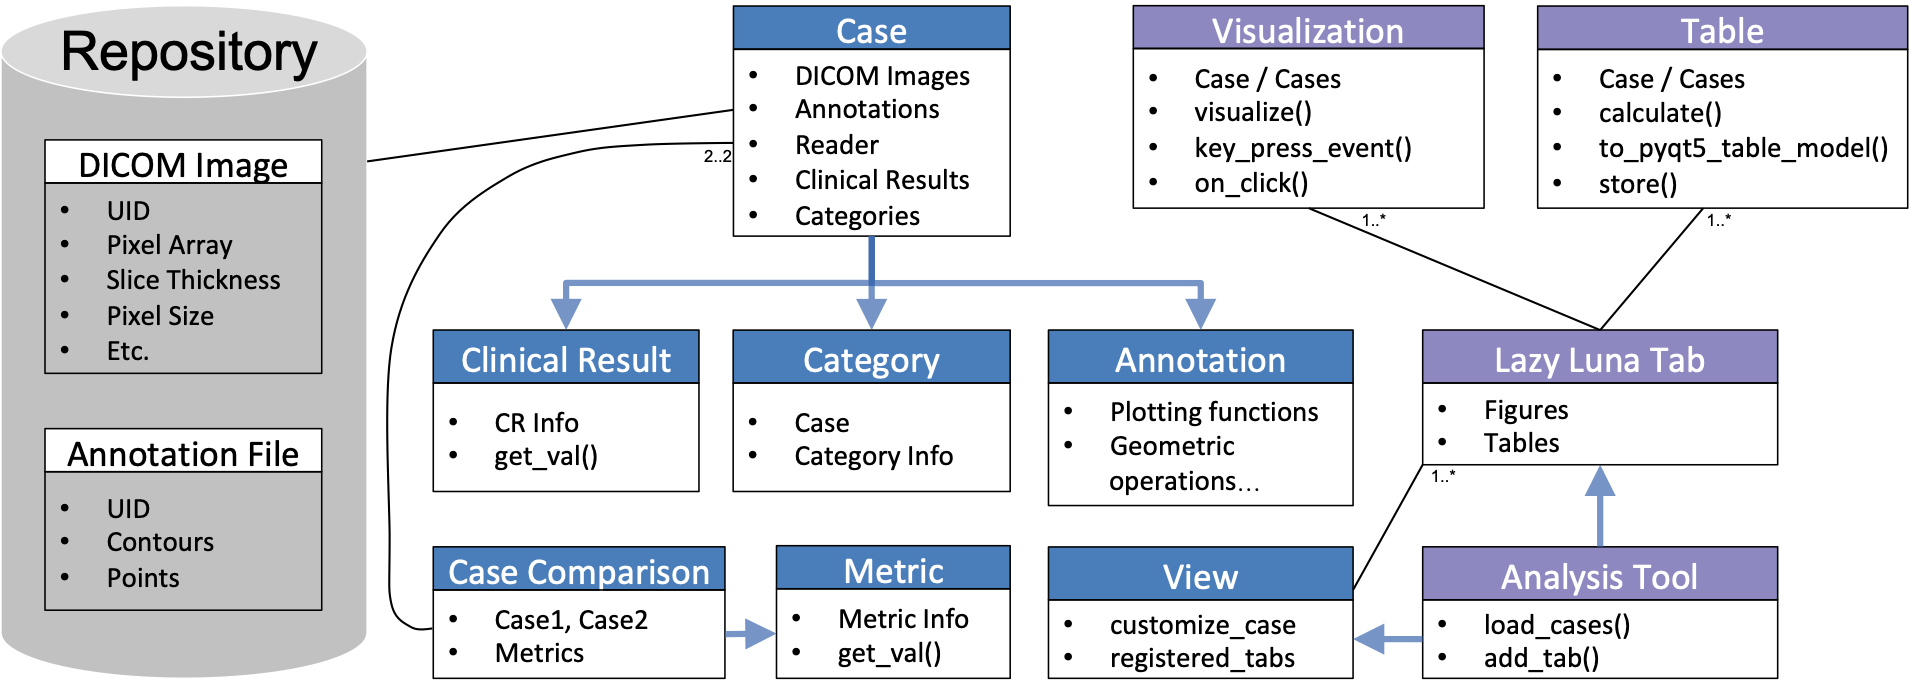 Repository
DICOM Image
• UID
• Pixel Array
• Slice Thickness
• Pixel Size
• Etc.
Annotation File
• UID
• Contours
• Points
Case
• DICOM Images
• Annotations
• Reader
• Clinical Results
• Categories
2..2
Visualization
• Case / Cases
• visualize()
• key_press_event()
• on_click()
1..*
Table
• Case / Cases
• calculate()
• to_pyqt5_table_model()
• store()
1..*
Clinical Result
• CR Info
• get_val()
Category
• Case
• Category Info
Annotation
• Plotting functions
• Geometric
operations...
Lazy Luna Tab
• Figures
• Tables
1..*
Case Comparison
• Case1, Case2
• Metrics
Metric
• Metric Info
• get_val()
View
• customize_case
• registered_tabs
Analysis Tool
• load_cases()
• add_tab()